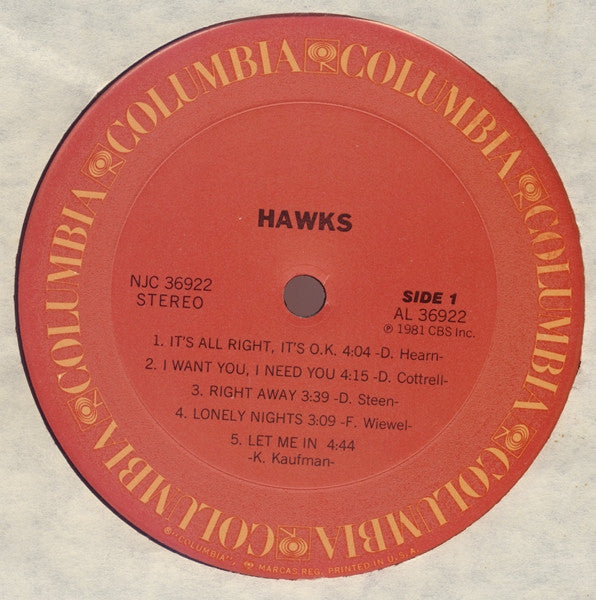 COLUMBIA COLUMBIA COLUMBIA COLUMBIA COLUMBIA COLUMBIA
HAWKS
NJC 36922
STEREO
SIDE 1
AL 36922
℗ 1981 CBS Inc.
1. IT'S ALL RIGHT, IT'S O.K. 4:04 -D. Hearn-
2. I WANT YOU, I NEED YOU 4:15 -D. Cottrell-
3. RIGHT AWAY 3:39 -D. Steen-
4. LONELY NIGHTS 3:09 -F. Wiewel-
5. LET ME IN 4:44
-K. Kaufman-
® "COLUMBIA", MARCAS REG. PRINTED IN U.S.A.